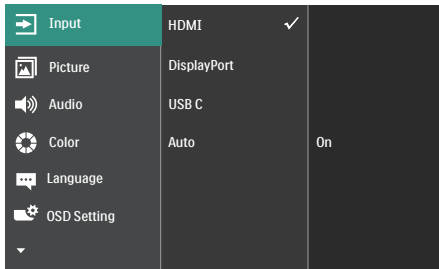 Input
HDMI
Picture
DisplayPort
Audio
USB C
Color
Auto
On
Language
OSD Setting